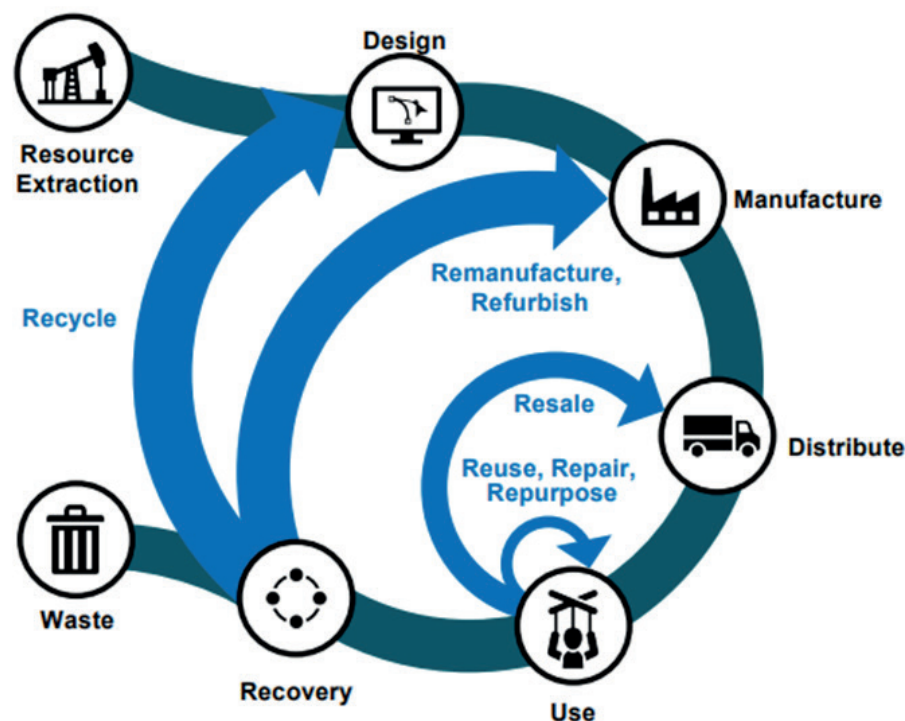 Design
Resource
Extraction
Manufacture
Remanufacture,
Refurbish
Recycle
Resale
Distribute
Reuse, Repair,
Repurpose
Waste
Recovery
Use